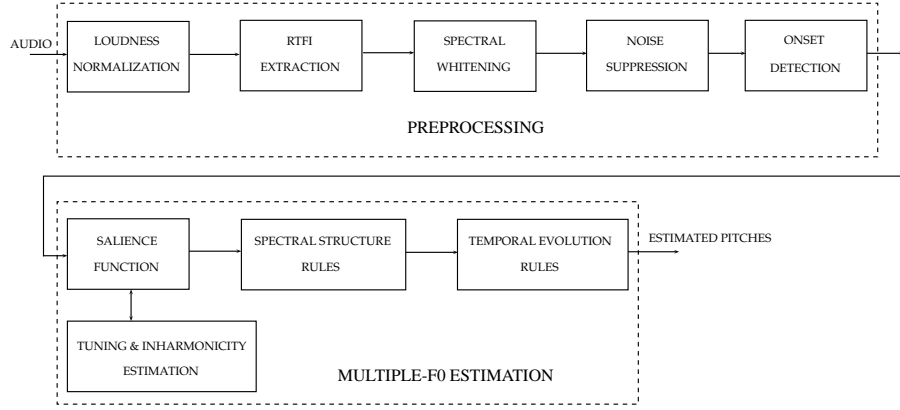 AUDIO
LOUDNESS
NORMALIZATION
RTFI
EXTRACTION
SPECTRAL
WHITENING
NOISE
SUPPRESSION
ONSET
DETECTION
PREPROCESSING
SALIENCE
FUNCTION
SPECTRAL STRUCTURE
RULES
TEMPORAL EVOLUTION
RULES
ESTIMATED PITCHES
TUNING & INHARMONICITY
ESTIMATION
MULTIPLE-F0 ESTIMATION